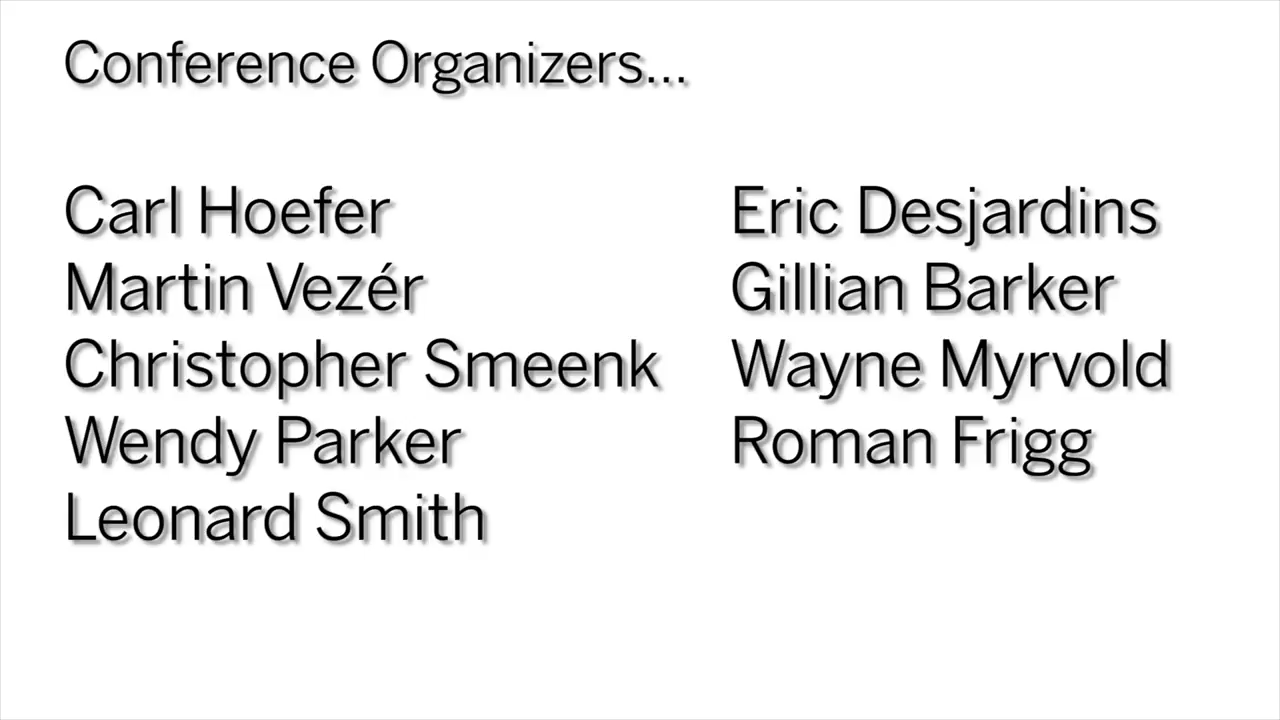 Conference Organizers...
Carl Hoefer
Martin Vezér
Christopher Smeenk
Wendy Parker
Leonard Smith
Eric Desjardins
Gillian Barker
Wayne Myrvold
Roman Frigg